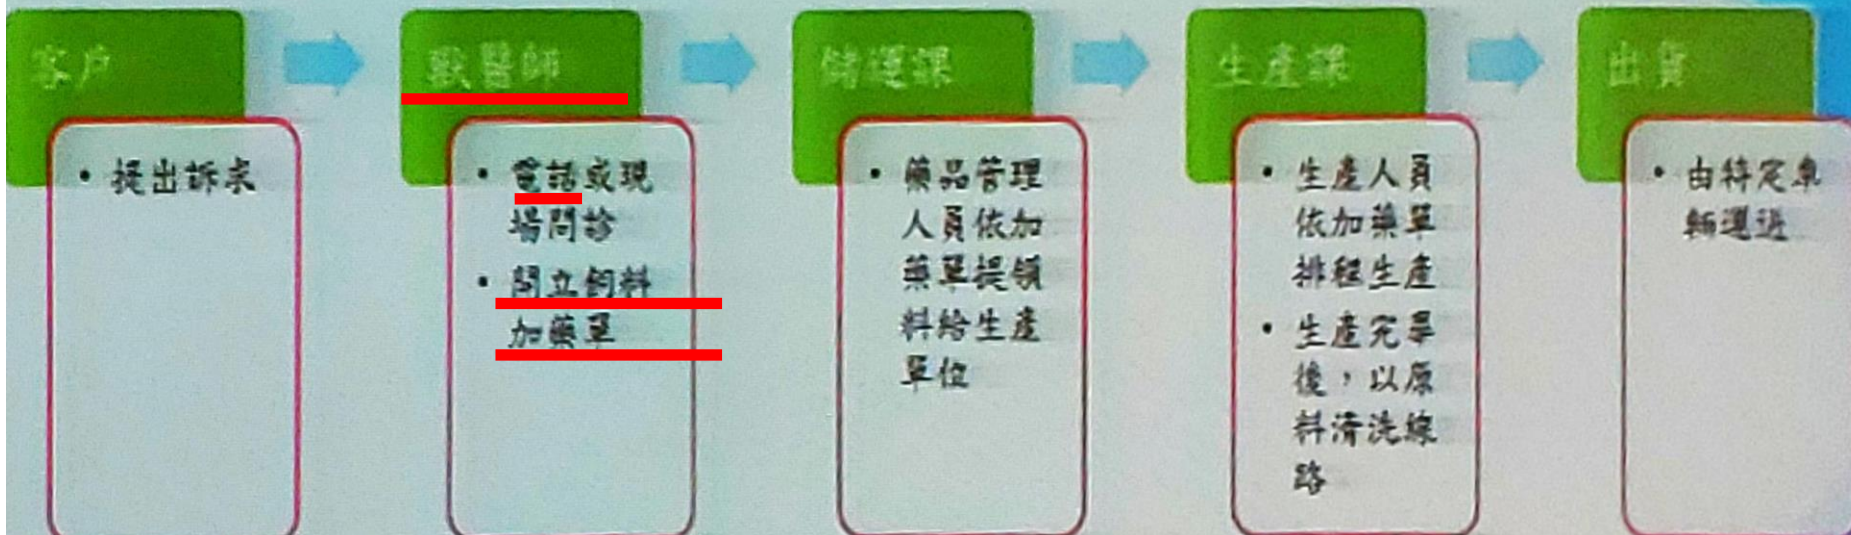 客戶
• 提出訴求
獸醫師
• 電話或現
場問診
• 開立飼料
加藥單
儲運課
• 藥品管理
人員依加
藥單提領
料給生產
單位
生產課
• 生產人員
依加藥單
排程生產
• 生產完畢
後，以原
料清洗線
路
出貨
• 由特定車
輛運送